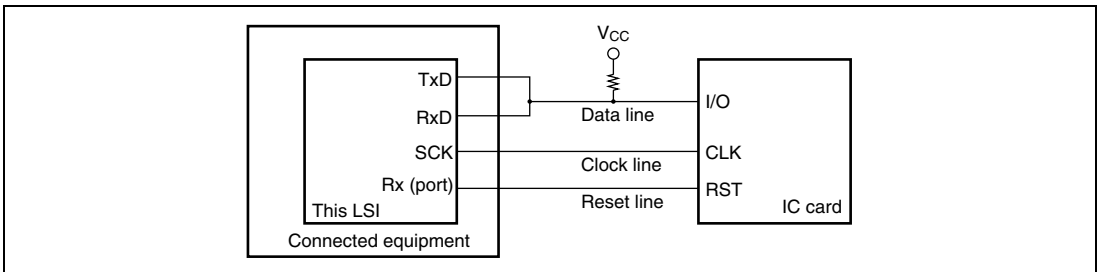 VCC
TxD
RxD
SCK
Rx (port)
This LSI
Connected equipment
Data line
Clock line
Reset line
I/O
CLK
RST
IC card